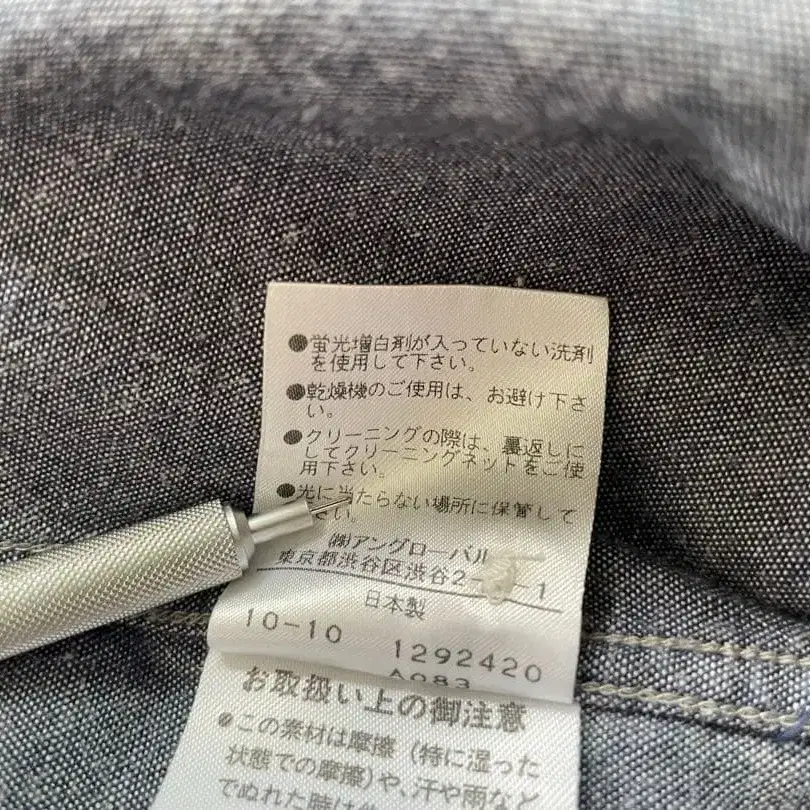 ●蛍光増白剤が入っていない洗剤
を使用して下さい。
●乾燥機のご使用は、お避け下さ
い。
●クリーニングの際は、裏返しに
してクリーニングネットをご使
用下さい。
●光に当たらない場所に保管して
さい。
㈱アングローバル
東京都渋谷区渋谷2- -1
日本製
10-10 1292420
A083
お取扱い上の御注意
●この素材は摩擦（特に湿った
状態での摩擦）や、汗や雨など
でぬれた時は